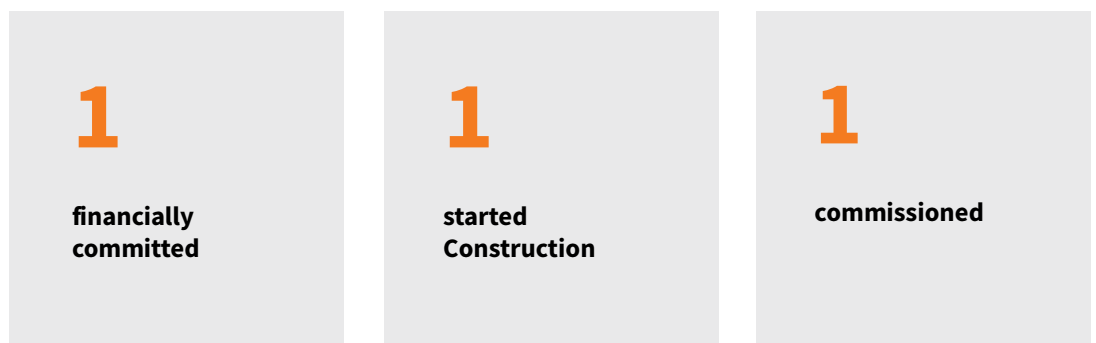 1
financially
committed
1
started
Construction
1
commissioned